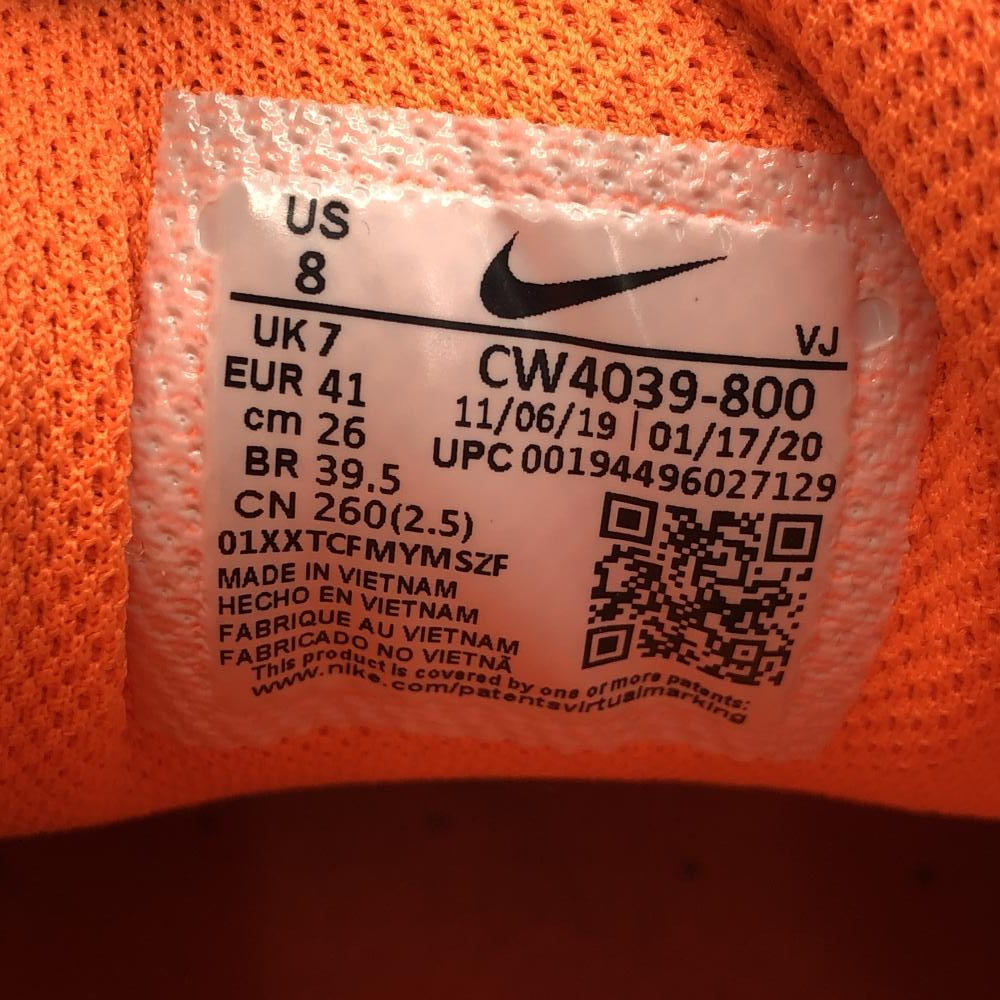 US
8
VJ
UK 7
CW4039-800
EUR 41
11/06/19 | 01/17/20
cm 26
UPC 00194496027129
BR 39.5
CN 260(2.5)
01XXTCFMYMSZF
MADE IN VIETNAM
HECHO EN VIETNAM
FABRIQUE AU VIETNAM
FABRICADO NO VIETNÃ
This product is covered by one or more patents:
www.nike.com/patentsvirtualmarking